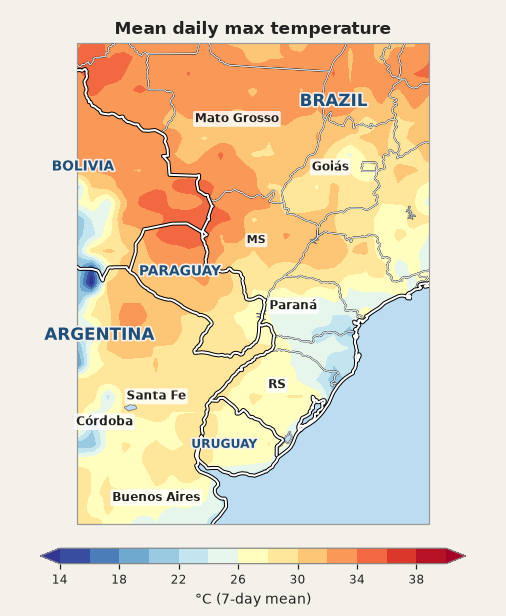 Mean daily max temperature
BRAZIL
Mato Grosso
BOLIVIA
Goiás
MS
PARAGUAY
Paraná
ARGENTINA
RS
Santa Fe
Córdoba
URUGUAY
Buenos Aires
14 18 22 26 30 34 38
°C (7-day mean)